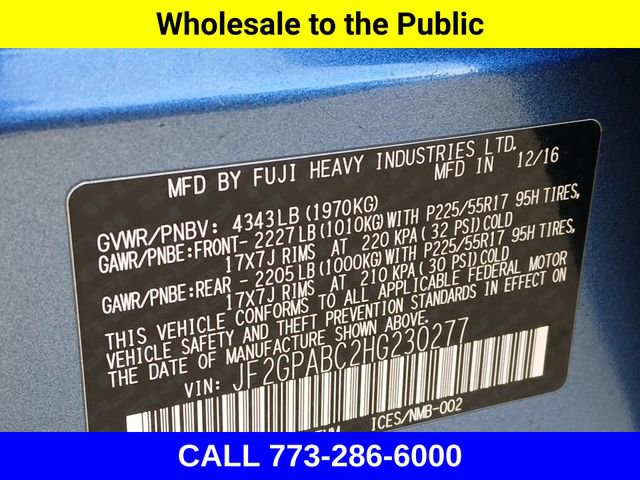 Wholesale to the Public
MFD BY FUJI HEAVY INDUSTRIES LTD.
MFD IN 12/16
GVWR/PNBV: 4343LB (1970KG)
GAWR/PNBE:FRONT- 2227LB (1010KG)WITH P225/55R17 95H TIRES,
17X7J RIMS AT 220 KPA ( 32 PSI) COLD
GAWR/PNBE:REAR - 2205LB (1000KG)WITH P225/55R17 95H TIRES,
17X7J RIMS AT 210 KPA ( 30 PSI) COLD
THIS VEHICLE CONFORMS TO ALL APPLICABLE FEDERAL MOTOR
VEHICLE SAFETY AND THEFT PREVENTION STANDARDS IN EFFECT ON
THE DATE OF MANUFACTURE SHOWN ABOVE.
VIN: JF2GPABC2HG230277
ICES/NMB-002
CALL 773-286-6000